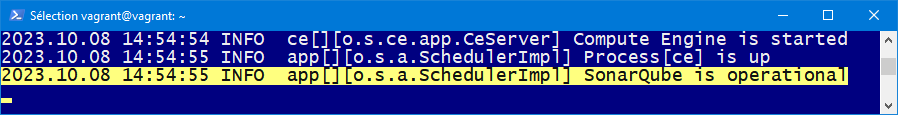 Sélection vagrant@vagrant: ~
2023.10.08 14:54:54 INFO  ce[][o.s.ce.app.CeServer] Compute Engine is started
2023.10.08 14:54:55 INFO  app[][o.s.a.SchedulerImpl] Process[ce] is up
2023.10.08 14:54:55 INFO  app[][o.s.a.SchedulerImpl] SonarQube is operational